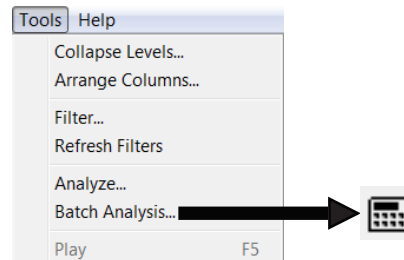 Tools Help
Collapse Levels...
Arrange Columns...
Filter...
Refresh Filters
Analyze...
Batch Analysis...
Play F5